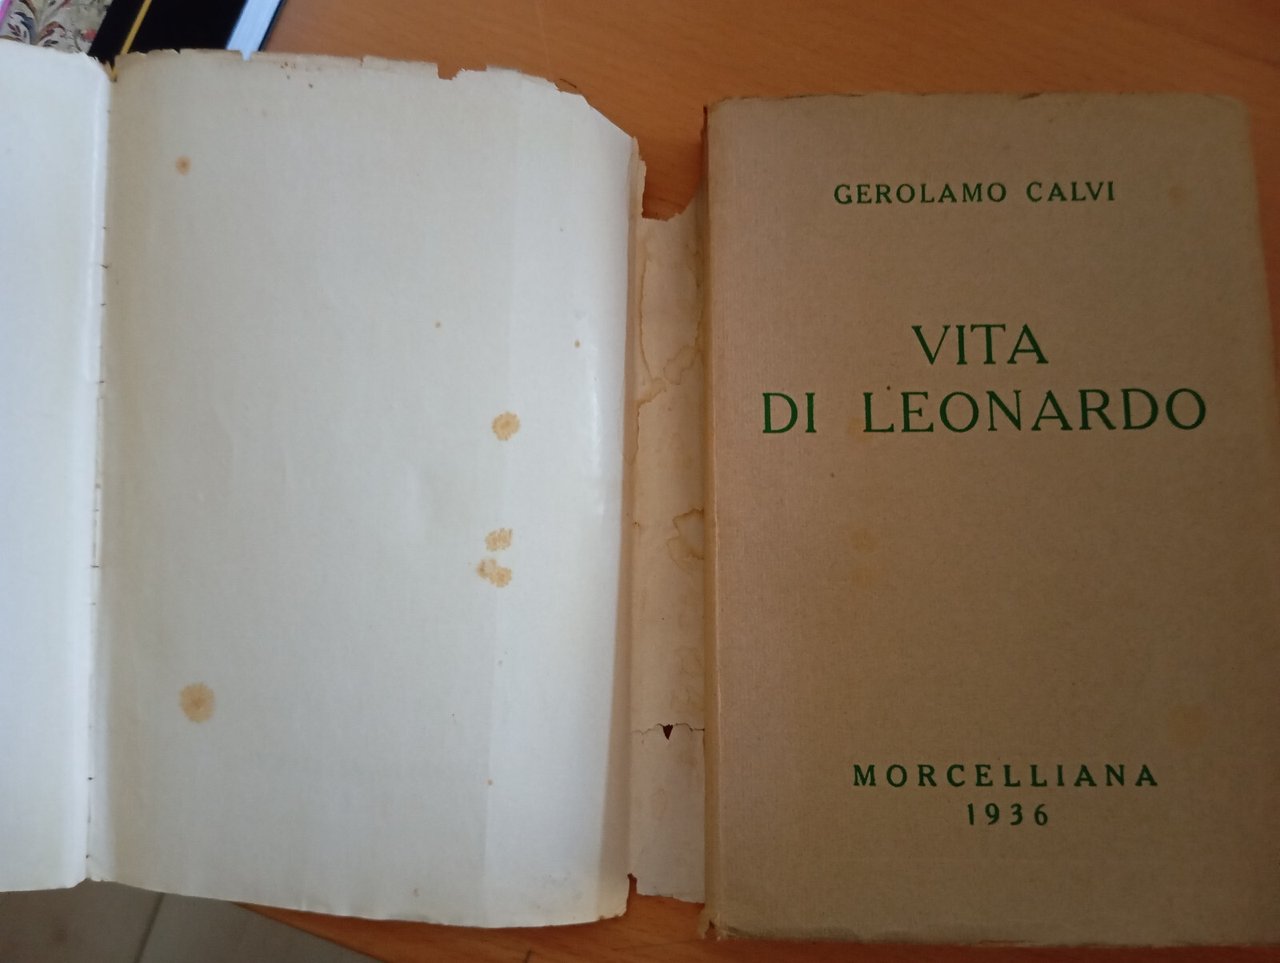 GEROLAMO CALVI
VITA
DI LEONARDO
MORCELLIANA
1936